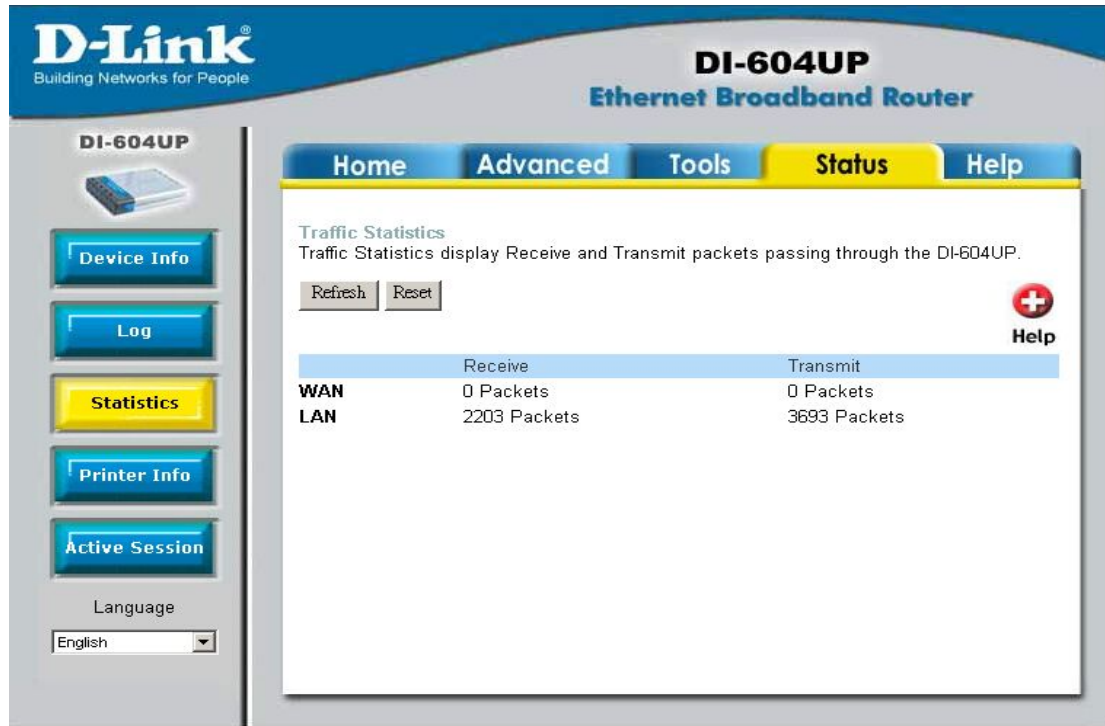 D-Link®
Building Networks for People
DI-604UP
Ethernet Broadband Router
DI-604UP
Home Advanced Tools Status Help
Device Info
Log
Statistics
Printer Info
Active Session
Language
English
Traffic Statistics
Traffic Statistics display Receive and Transmit packets passing through the DI-604UP.
Refresh Reset
Help
Receive Transmit
WAN 0 Packets 0 Packets
LAN 2203 Packets 3693 Packets